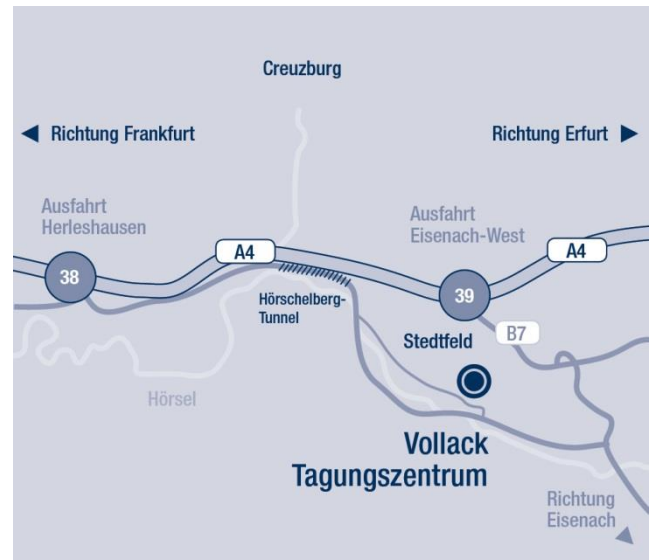 Creuzburg
Richtung Frankfurt
Richtung Erfurt
Ausfahrt
Herleshausen
Ausfahrt
Eisenach-West
A4
A4
38
39
Hörschelberg-
Tunnel
Stedtfeld
B7
Hörsel
Vollack
Tagungszentrum
Richtung
Eisenach